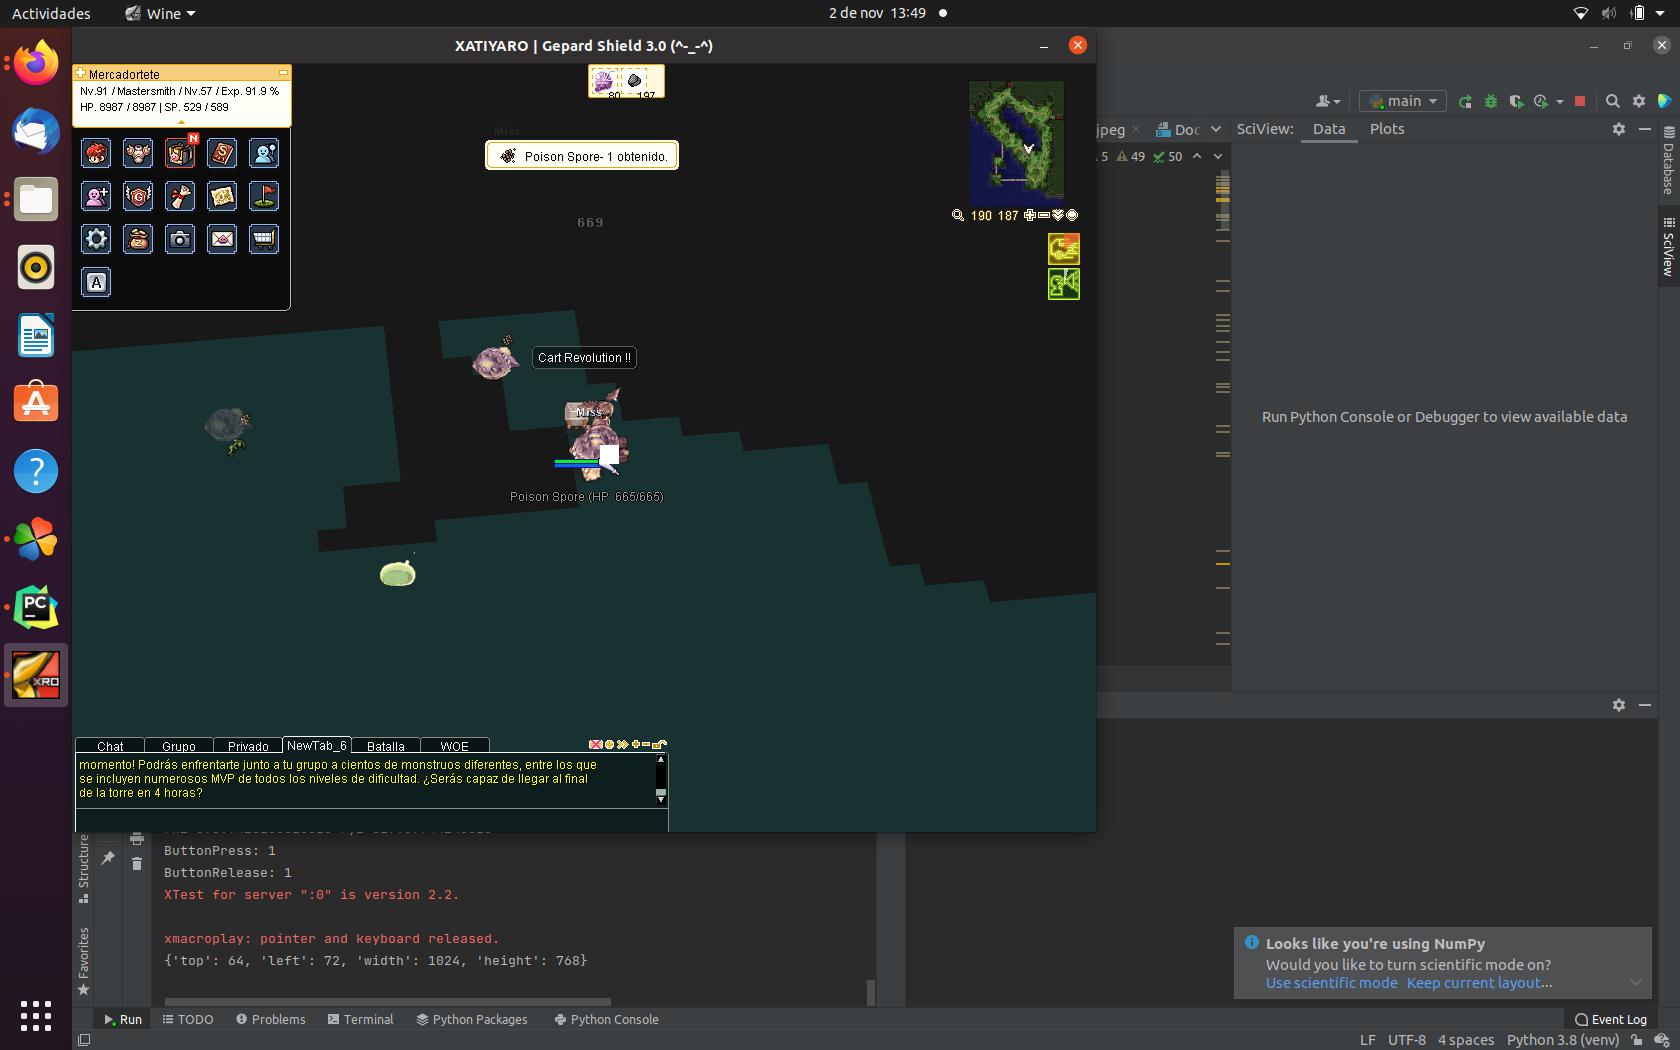 Actividades
Wine
2 de nov 13:49
XATIYARO | Gepard Shield 3.0 (^-_-^)
Mercadortete
Nv.91 / Mastersmith / Nv.57 / Exp. 91.9 %
HP. 8987 / 8987 | SP. 529 / 589
80
197
N
A
Miss
Poison Spore- 1 obtenido.
669
190 187
Cart Revolution !!
Miss
Poison Spore (HP: 665/665)
Chat
Grupo
Privado
NewTab_6
Batalla
WOE
momento! Podrás enfrentarte junto a tu grupo a cientos de monstruos diferentes, entre los que
se incluyen numerosos MVP de todos los niveles de dificultad. ¿Serás capaz de llegar al final
de la torre en 4 horas?
main
jpeg
Doc
SciView:
Data
Plots
5
49
50
Database
SciView
Run Python Console or Debugger to view available data
PC
XRO
Structure
Favorites
ButtonPress: 1
ButtonRelease: 1
XTest for server ":0" is version 2.2.
xmacroplay: pointer and keyboard released.
{'top': 64, 'left': 72, 'width': 1024, 'height': 768}
Looks like you're using NumPy
Would you like to turn scientific mode on?
Use scientific mode Keep current layout...
Run
TODO
Problems
Terminal
Python Packages
Python Console
Event Log
LF UTF-8 4 spaces Python 3.8 (venv)